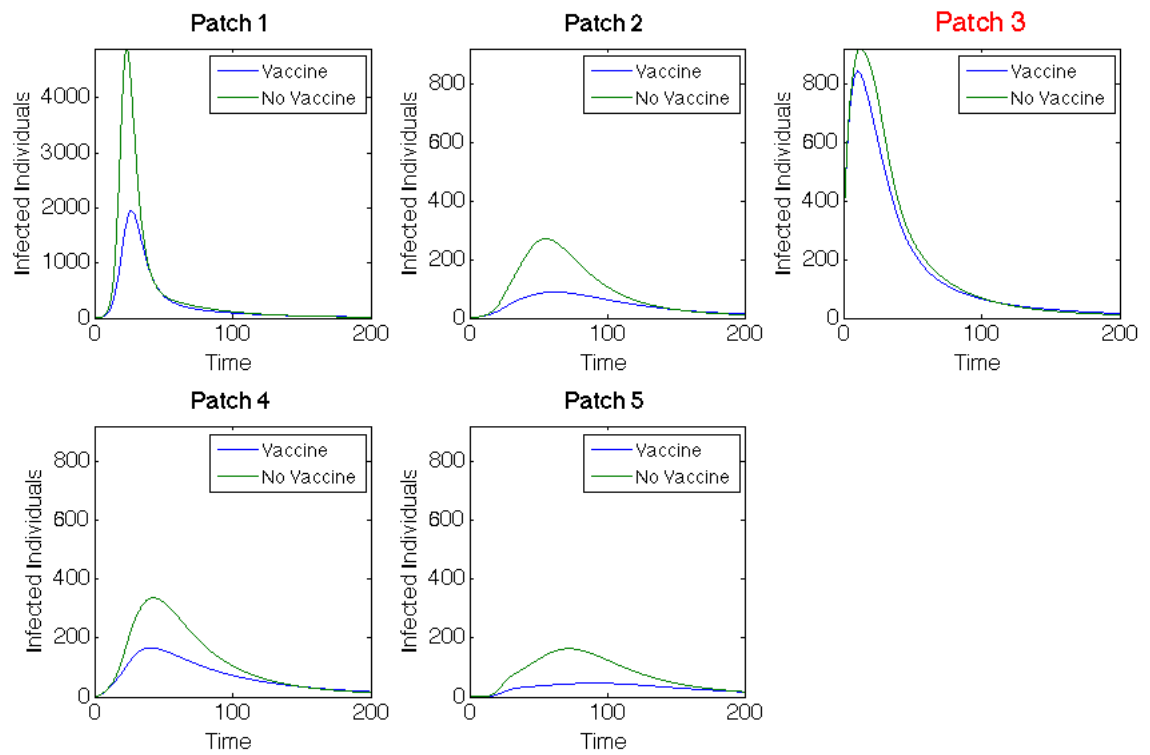 Patch 1
Infected Individuals
4000
3000
2000
1000
0
0 100 200
Time
Vaccine
No Vaccine
Patch 2
Infected Individuals
800
600
400
200
0
0 100 200
Time
Vaccine
No Vaccine
Patch 3
Infected Individuals
800
600
400
200
0
0 100 200
Time
Vaccine
No Vaccine
Patch 4
Infected Individuals
800
600
400
200
0
0 100 200
Time
Vaccine
No Vaccine
Patch 5
Infected Individuals
800
600
400
200
0
0 100 200
Time
Vaccine
No Vaccine